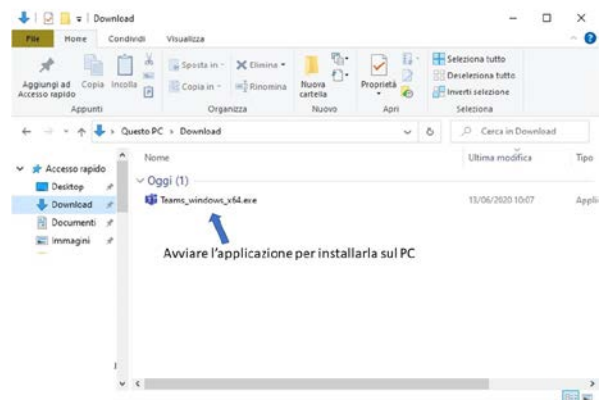 Download
File Home Condividi Visualizza
Aggiungi ad Accesso rapido
Copia
Incolla
Sposta in
Copia in
Elimina
Rinomina
Nuova cartella
Proprietà
Seleziona tutto
Deseleziona tutto
Inverti selezione
Appunti Organizza Nuovo Apri Seleziona
Questo PC › Download
Cerca in Download
Accesso rapido
Desktop
Download
Documenti
Immagini
Nome Ultima modifica Tipo
Oggi (1)
Teams_windows_x64.exe 13/06/2020 10:07 Appli
Avviare l'applicazione per installarla sul PC